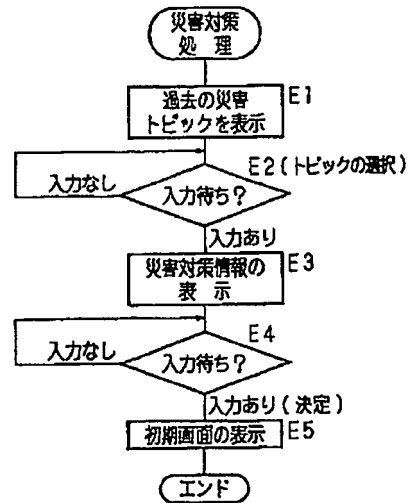 災害対策
処　理
過去の災害
トピックを表示
E1
E2(トピックの選択)
入力なし
入力待ち?
入力あり
災害対策情報の
表　示
E3
E4
入力なし
入力待ち?
入力あり(決定)
初期画面の表示
E5
エンド